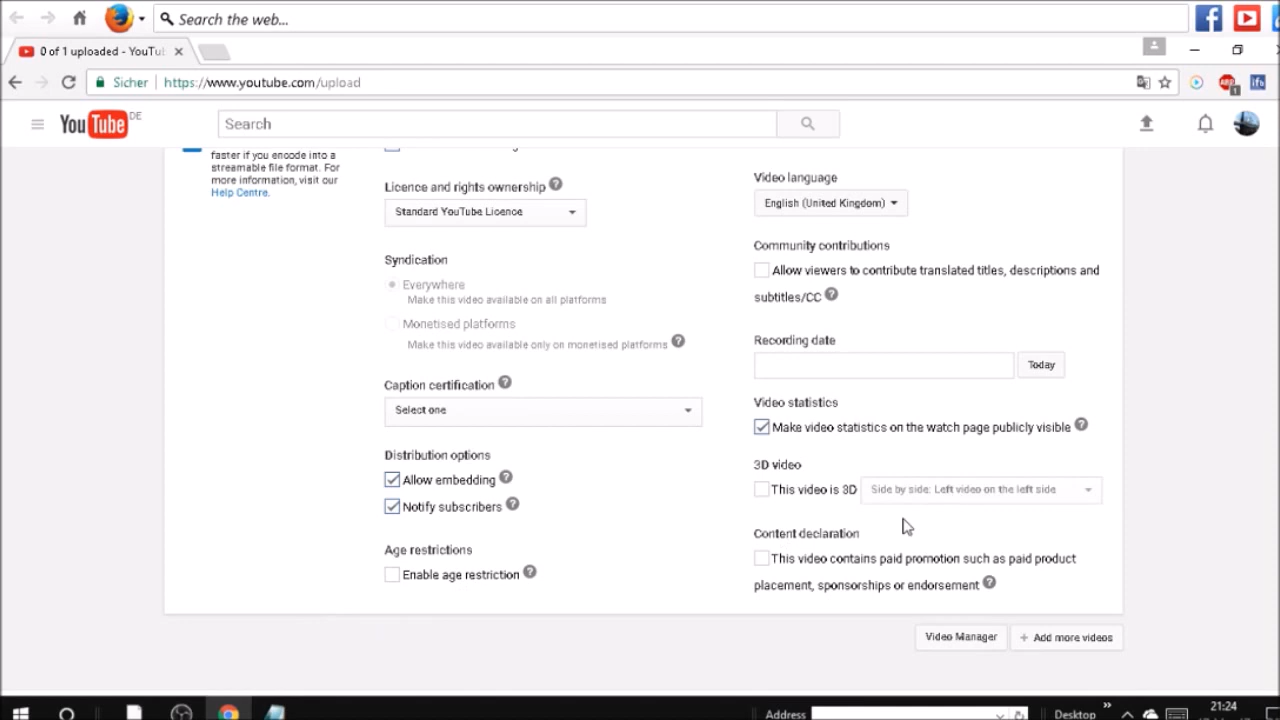 Search the web...
0 of 1 uploaded - YouTu
Sicher https://www.youtube.com/upload
YouTube DE
Search
faster if you encode into a
streamable file format. For
more information, visit our
Help Centre.
Licence and rights ownership
Standard YouTube Licence
Syndication
Everywhere
Make this video available on all platforms
Monetised platforms
Make this video available only on monetised platforms
Caption certification
Select one
Distribution options
Allow embedding
Notify subscribers
Age restrictions
Enable age restriction
Video language
English (United Kingdom)
Community contributions
Allow viewers to contribute translated titles, descriptions and
subtitles/CC
Recording date
Today
Video statistics
Make video statistics on the watch page publicly visible
3D video
This video is 3D Side by side: Left video on the left side
Content declaration
This video contains paid promotion such as paid product
placement, sponsorships or endorsement
Video Manager + Add more videos
Address Desktop 21:24